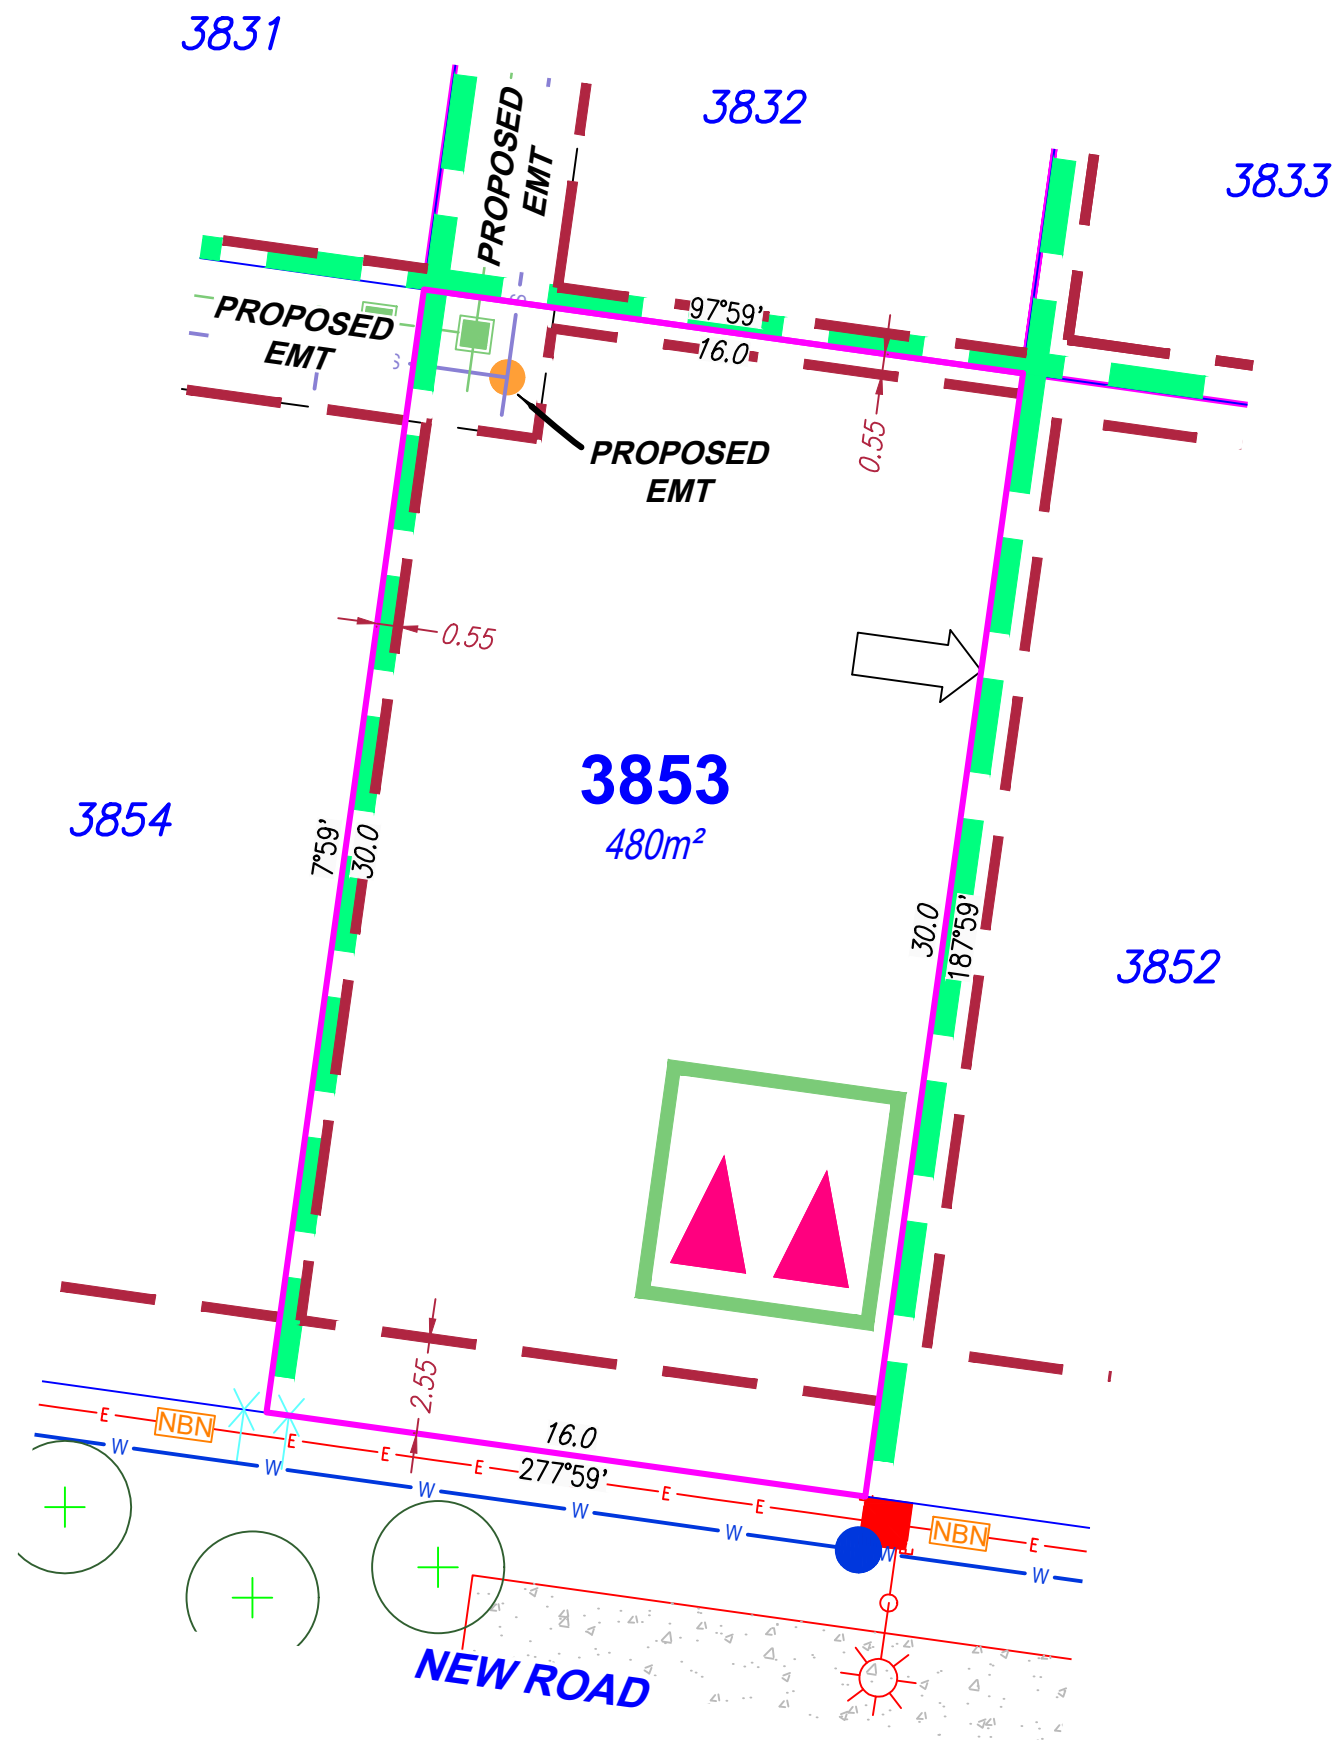 3831
3832
3833
PROPOSED
EMT
PROPOSED
EMT
S
S
97°59'
16.0
0.55
PROPOSED
EMT
0.55
3853
480m²
3854
7°59'
30.0
30.0
187°59'
3852
2.55
16.0
277°59'
E
NBN
E
E
E
E
E
NBN
E
E
W
W
W
W
W
W
W
NEW ROAD